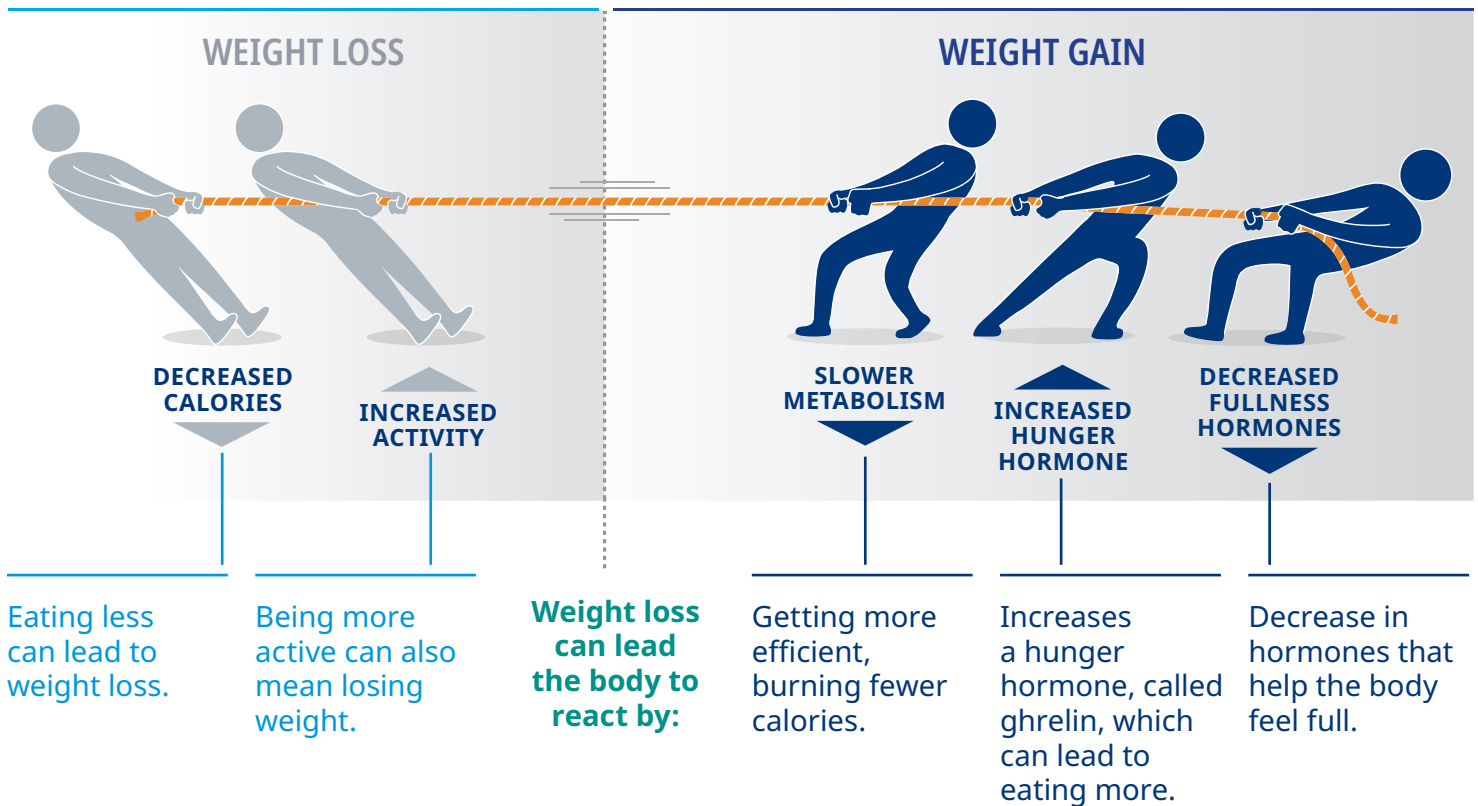 WEIGHT LOSS
WEIGHT GAIN
DECREASED
CALORIES
INCREASED
ACTIVITY
SLOWER
METABOLISM
INCREASED
HUNGER
HORMONE
DECREASED
FULLNESS
HORMONES
Eating less
can lead to
weight loss.
Being more
active can also
mean losing
weight.
Weight loss
can lead
the body to
react by:
Getting more
efficient,
burning fewer
calories.
Increases
a hunger
hormone, called
ghrelin, which
can lead to
eating more.
Decrease in
hormones that
help the body
feel full.